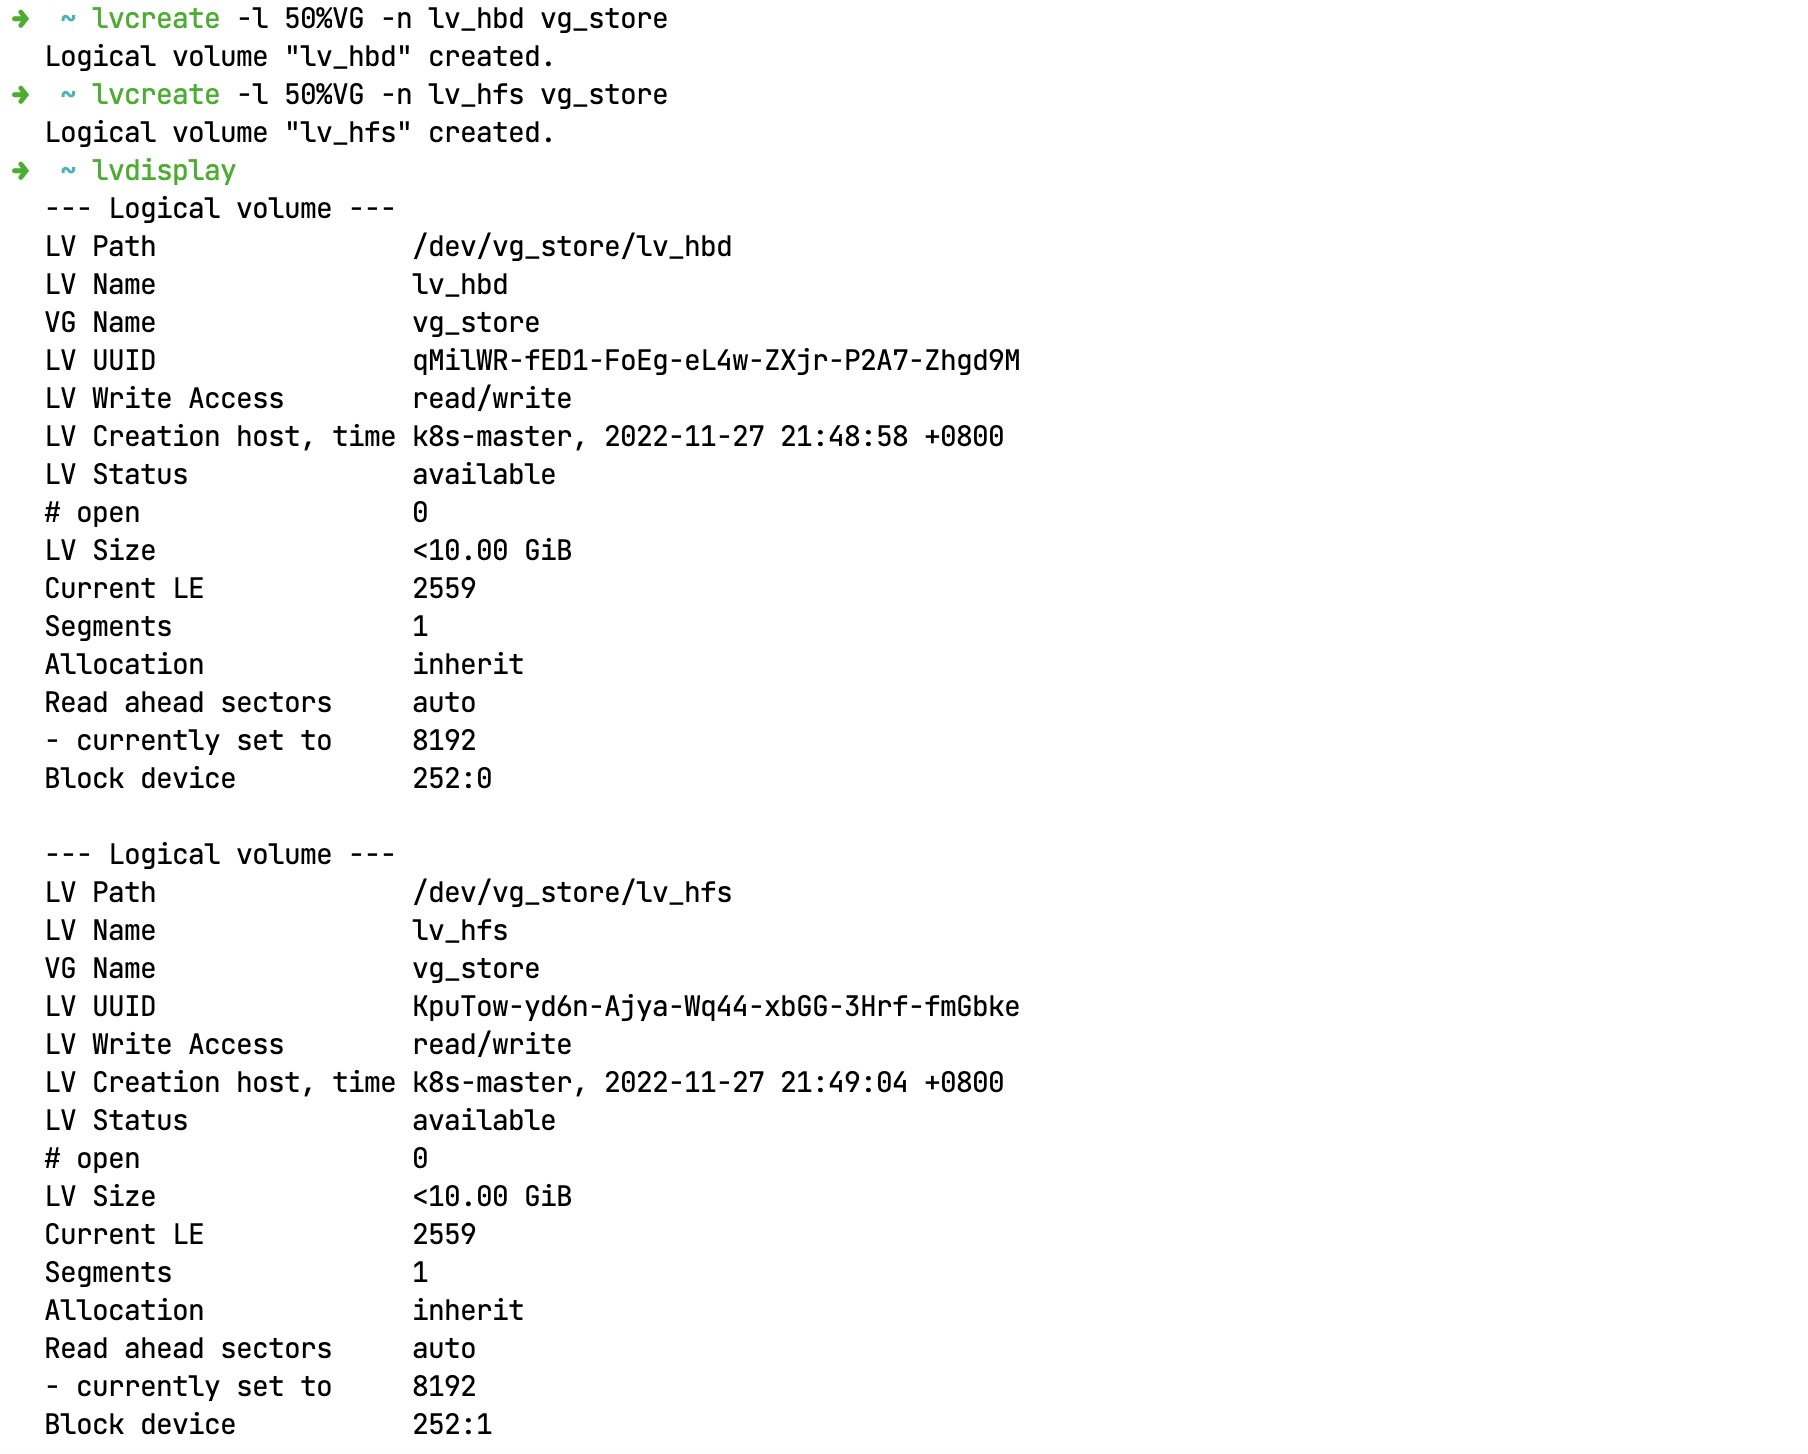 ➜  ~ lvcreate -l 50%VG -n lv_hbd vg_store
  Logical volume "lv_hbd" created.
➜  ~ lvcreate -l 50%VG -n lv_hfs vg_store
  Logical volume "lv_hfs" created.
➜  ~ lvdisplay
  --- Logical volume ---
  LV Path                /dev/vg_store/lv_hbd
  LV Name                lv_hbd
  VG Name                vg_store
  LV UUID                qMilWR-fED1-FoEg-eL4w-ZXjr-P2A7-Zhgd9M
  LV Write Access        read/write
  LV Creation host, time k8s-master, 2022-11-27 21:48:58 +0800
  LV Status              available
  # open                 0
  LV Size                <10.00 GiB
  Current LE             2559
  Segments               1
  Allocation             inherit
  Read ahead sectors     auto
  - currently set to     8192
  Block device           252:0

  --- Logical volume ---
  LV Path                /dev/vg_store/lv_hfs
  LV Name                lv_hfs
  VG Name                vg_store
  LV UUID                KpuTow-yd6n-Ajya-Wq44-xbGG-3Hrf-fmGbke
  LV Write Access        read/write
  LV Creation host, time k8s-master, 2022-11-27 21:49:04 +0800
  LV Status              available
  # open                 0
  LV Size                <10.00 GiB
  Current LE             2559
  Segments               1
  Allocation             inherit
  Read ahead sectors     auto
  - currently set to     8192
  Block device           252:1